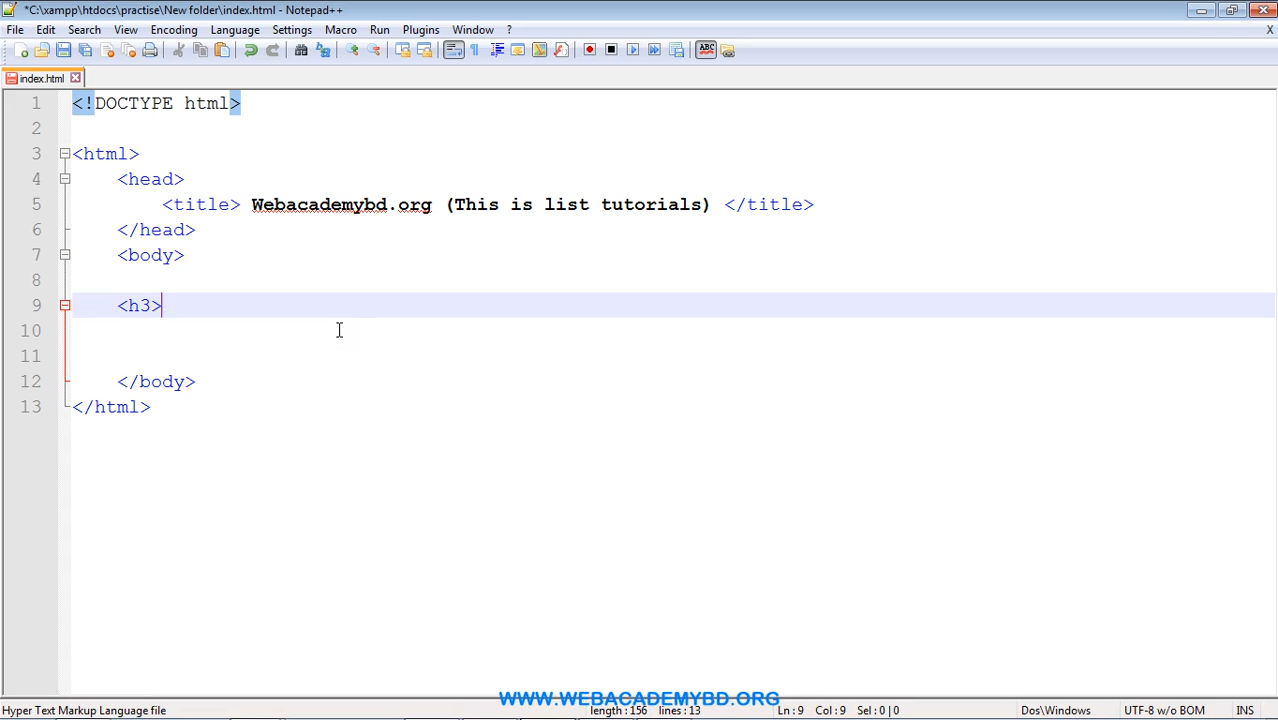 *C:\xampp\htdocs\practise\New folder\index.html - Notepad++
File Edit Search View Encoding Language Settings Macro Run Plugins Window ? X
ABC
index.html
1 <!DOCTYPE html>
2
3 <html>
4 <head>
5 <title> Webacademybd.org (This is list tutorials) </title>
6 </head>
7 <body>
8
9 <h3>
10
11
12 </body>
13 </html>
WWW.WEBACADEMYBD.ORG
Hyper Text Markup Language file length : 156 lines : 13 Ln : 9 Col : 9 Sel : 0 | 0 Dos\Windows UTF-8 w/o BOM INS